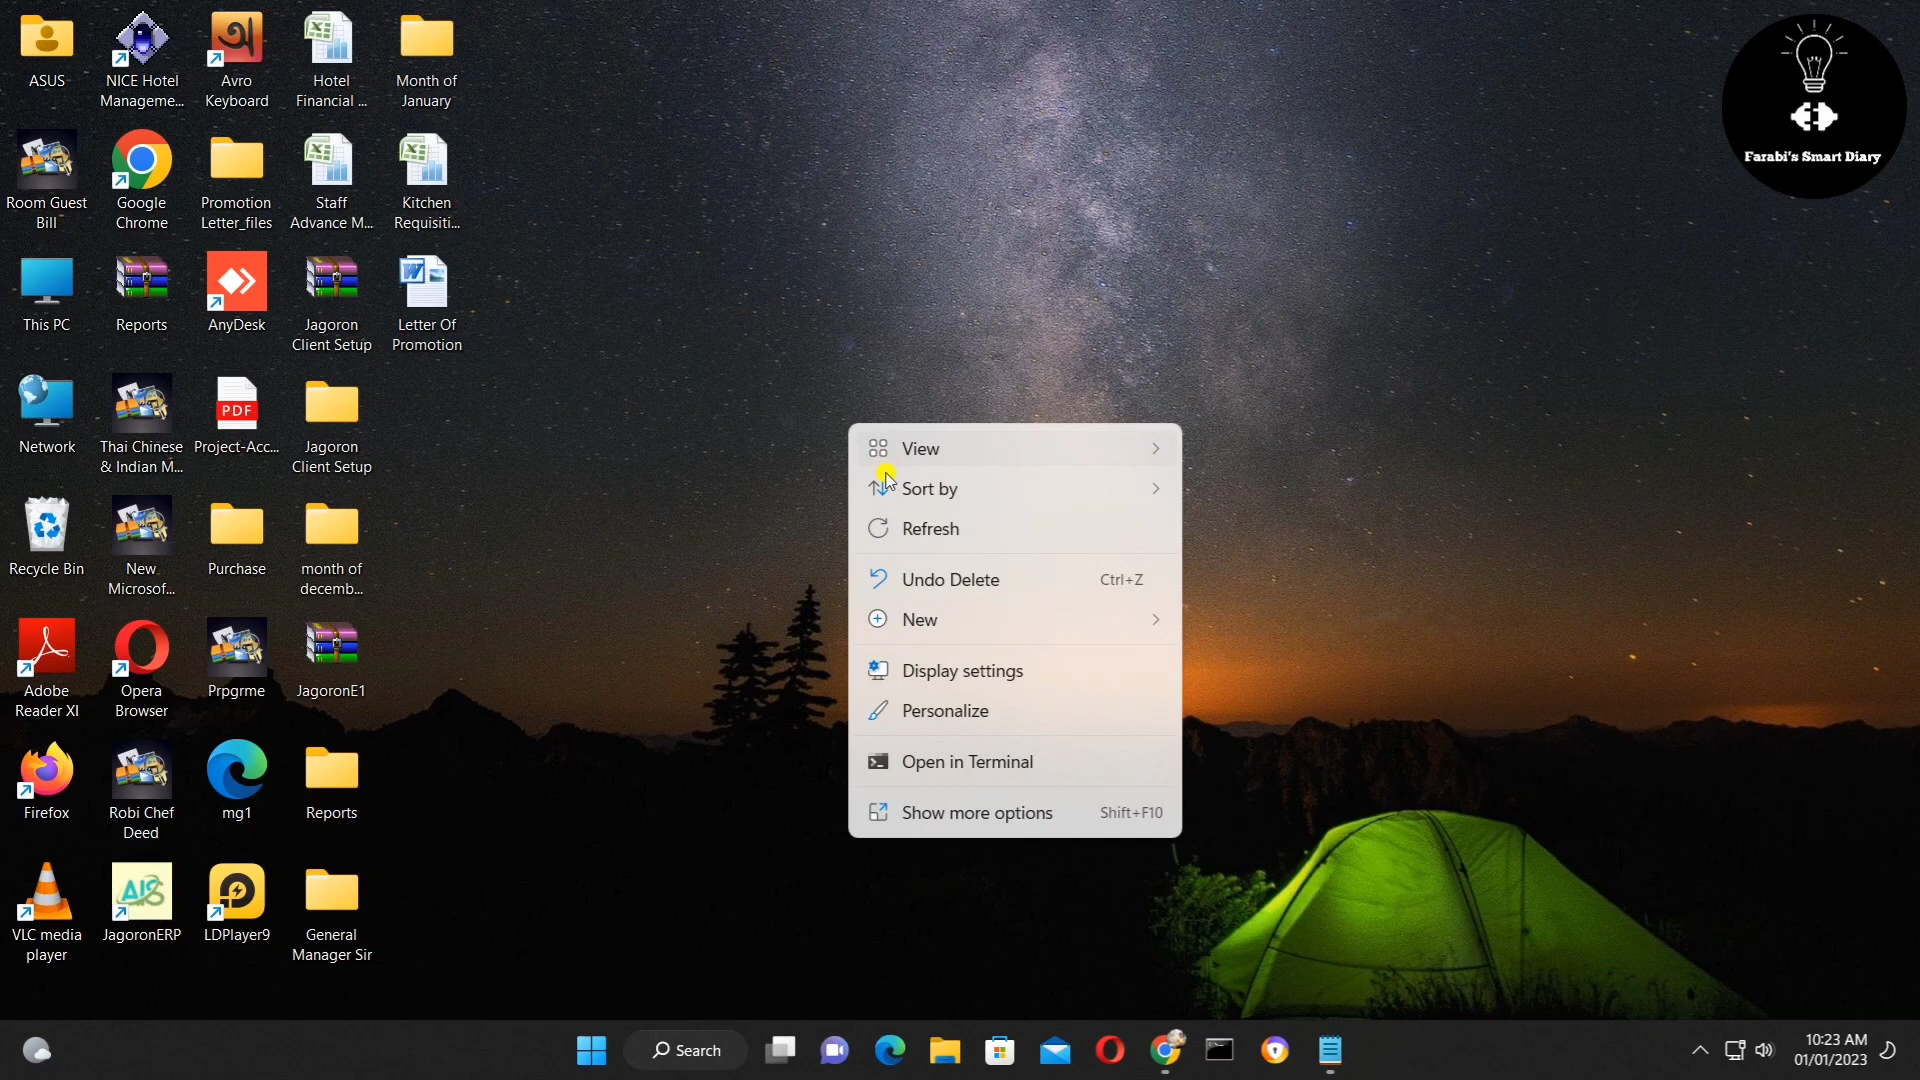 ASUS
NICE Hotel
Manageme...
Avro
Keyboard
Hotel
Financial ...
Month of
January
Room Guest
Bill
Google
Chrome
Promotion
Letter_files
Staff
Advance M...
Kitchen
Requisiti...
This PC
Reports
AnyDesk
Jagoron
Client Setup
Letter Of
Promotion
Network
Thai Chinese
& Indian M...
PDF
Project-Acc...
Jagoron
Client Setup
Recycle Bin
New
Microsof...
Purchase
month of
decemb...
Adobe
Reader XI
Opera
Browser
Prpgrme
JagoronE1
Firefox
Robi Chef
Deed
mg1
Reports
VLC media
player
AIS
JagoronERP
LDPlayer9
General
Manager Sir
Farabi's Smart Diary
View
Sort by
Refresh
Undo Delete Ctrl+Z
New
Display settings
Personalize
Open in Terminal
Show more options Shift+F10
Search
10:23 AM
01/01/2023